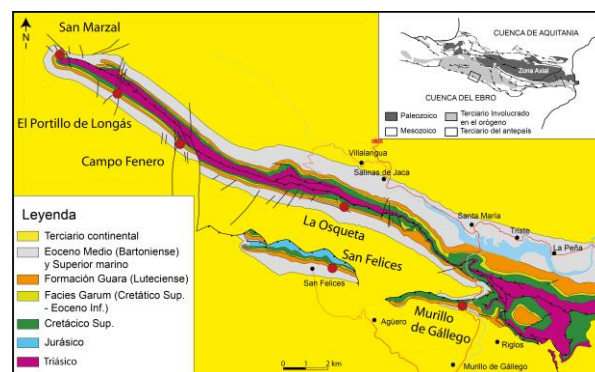 San Marzal
N
CUENCA DE AQUITANIA
Zona Axial
CUENCA DEL EBRO
Paleozoico
Mesozoico
Terciario Involucrado
en el orógeno
Terciario del antepaís
El Portillo de Longás
Campo Fenero
Villalangua
Salinas de Jaca
Santa María
Triste
La Peña
La Osqueta
San Felices
San Felices
Murillo
de Gállego
Agüero
Riglos
Murillo de Gállego
0
2 km
Leyenda
Terciario continental
Eoceno Medio (Bartoniense)
y Superior marino
Formación Guara (Luteciense)
Facies Garum (Cretático Sup.
- Eoceno Inf.)
Cretácico Sup.
Jurásico
Triásico